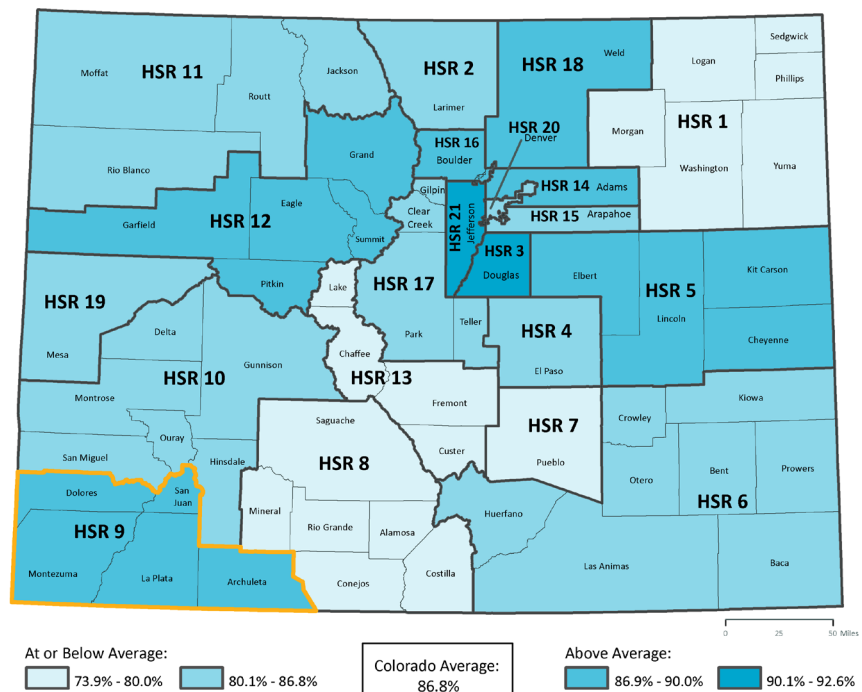 Sedgwick
Weld
Logan
HSR 2
HSR 18
Jackson
HSR 11
Moffat
Phillips
Routt
Larimer
HSR 1
HSR 20
Morgan
Denver
HSR 16
Grand
Boulder
Rio Blanco
Washington
Yuma
HSR 14
Adams
Gilpin
Eagle
HSR 15
Arapahoe
Clear
Creek
HSR 21
Jefferson
HSR 12
Garfield
Summit
HSR 3
Douglas
Elbert
Kit Carson
Pitkin
Lake
HSR 17
HSR 5
HSR 19
Lincoln
Teller
HSR 4
Delta
Park
Cheyenne
Mesa
Chaffee
Gunnison
El Paso
HSR 10
HSR 13
Montrose
Kiowa
Fremont
Saguache
Crowley
HSR 7
Ouray
Hinsdale
Custer
San Miguel
HSR 8
Pueblo
Bent
Prowers
Otero
Dolores
San
Juan
HSR 6
Mineral
Huerfano
Rio Grande
Alamosa
HSR 9
Las Animas
Baca
Montezuma
La Plata
Archuleta
Conejos
Costilla
0 25 50 Miles
At or Below Average:
73.9% - 80.0%
80.1% - 86.8%
Colorado Average:
86.8%
Above Average:
86.9% - 90.0%
90.1% - 92.6%